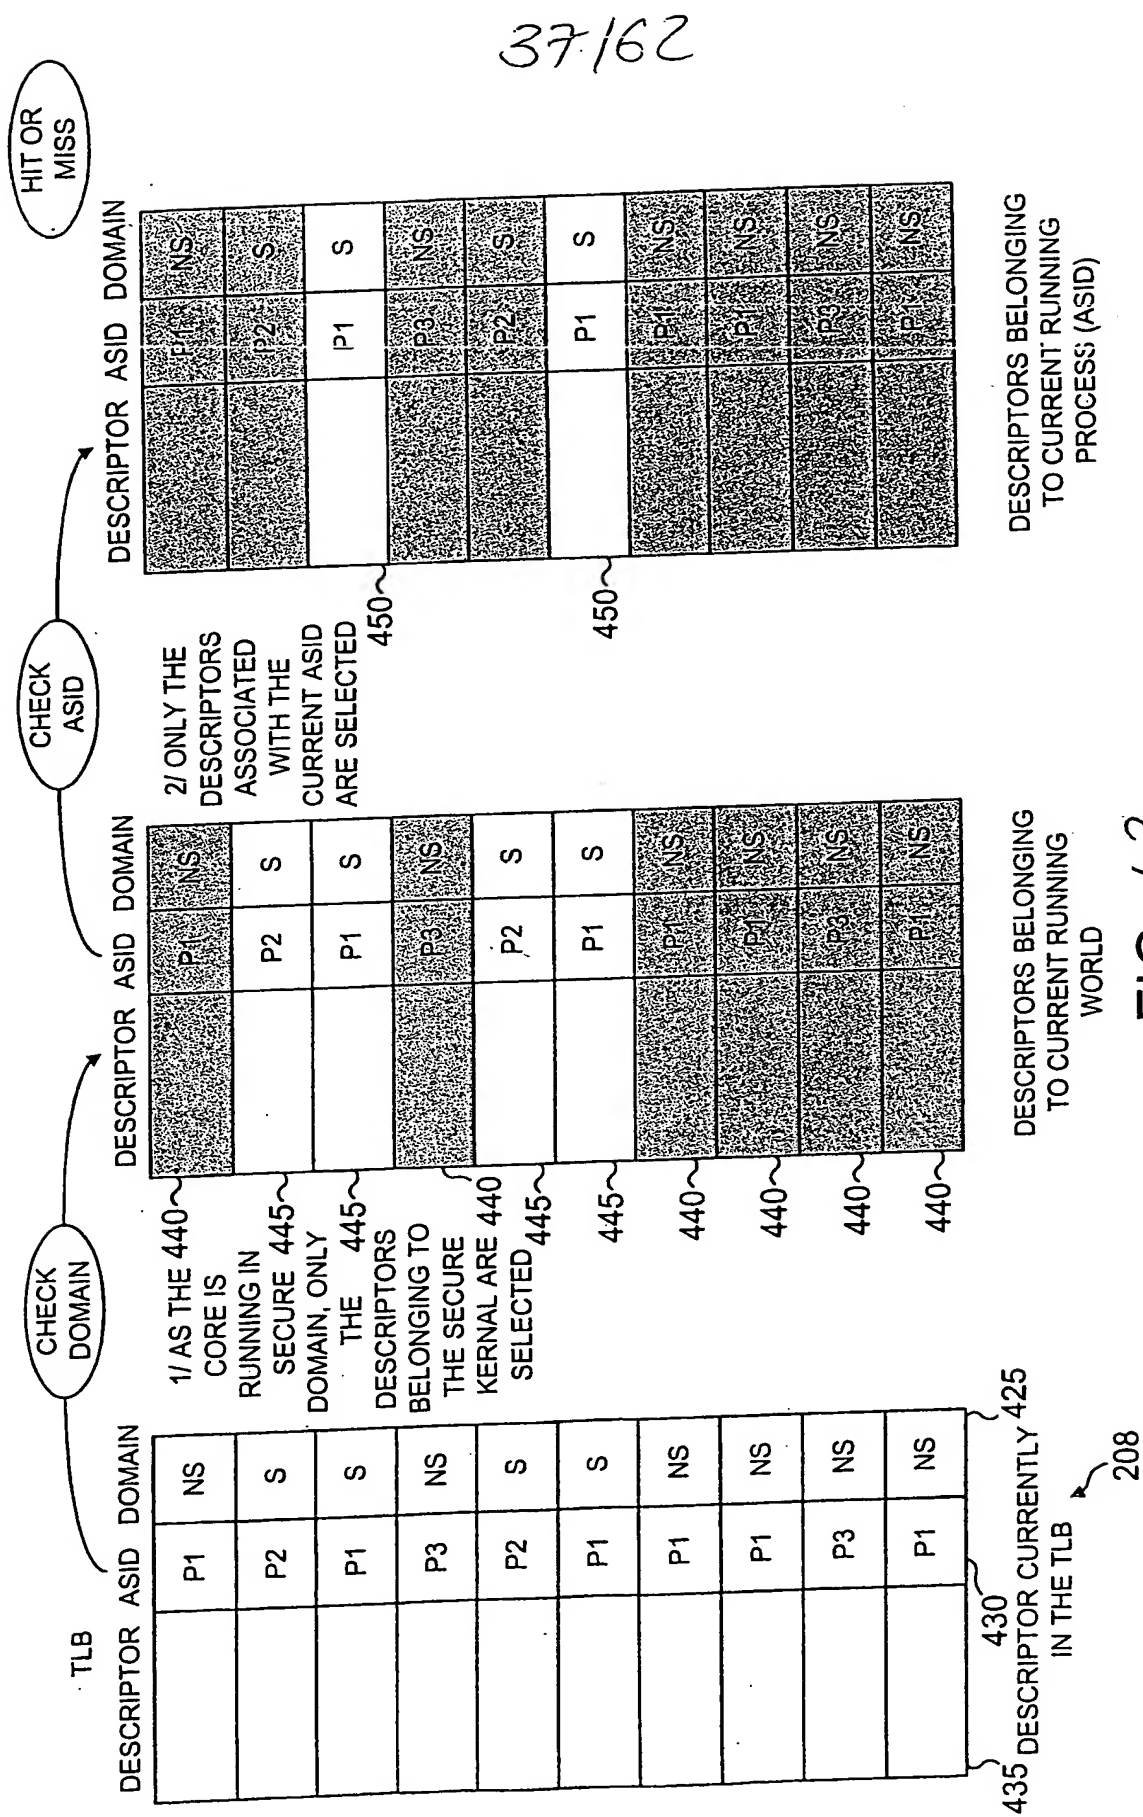 37/62
TLB
DESCRIPTOR ASID DOMAIN
P1 NS
P2 S
P1 S
P3 NS
P2 S
P1 S
P1 NS
P1 NS
P3 NS
P1 NS
435
430
425
DESCRIPTOR CURRENTLY
IN THE TLB
208
CHECK
DOMAIN
1/ AS THE
CORE IS
RUNNING IN
SECURE
DOMAIN, ONLY
THE
DESCRIPTORS
BELONGING TO
THE SECURE
KERNAL ARE
SELECTED
440
445
445
440
445
445
440
440
440
440
DESCRIPTOR ASID DOMAIN
P1 NS
P2 S
P1 S
P3 NS
P2 S
P1 S
P1 NS
P1 NS
P3 NS
P1 NS
DESCRIPTORS BELONGING
TO CURRENT RUNNING
WORLD
CHECK
ASID
2/ ONLY THE
DESCRIPTORS
ASSOCIATED
WITH THE
CURRENT ASID
ARE SELECTED
450
450
DESCRIPTOR ASID DOMAIN
P1 NS
P2 S
P1 S
P3 NS
P2 S
P1 S
P1 NS
P1 NS
P3 NS
P1 NS
DESCRIPTORS BELONGING
TO CURRENT RUNNING
PROCESS (ASID)
HIT OR
MISS